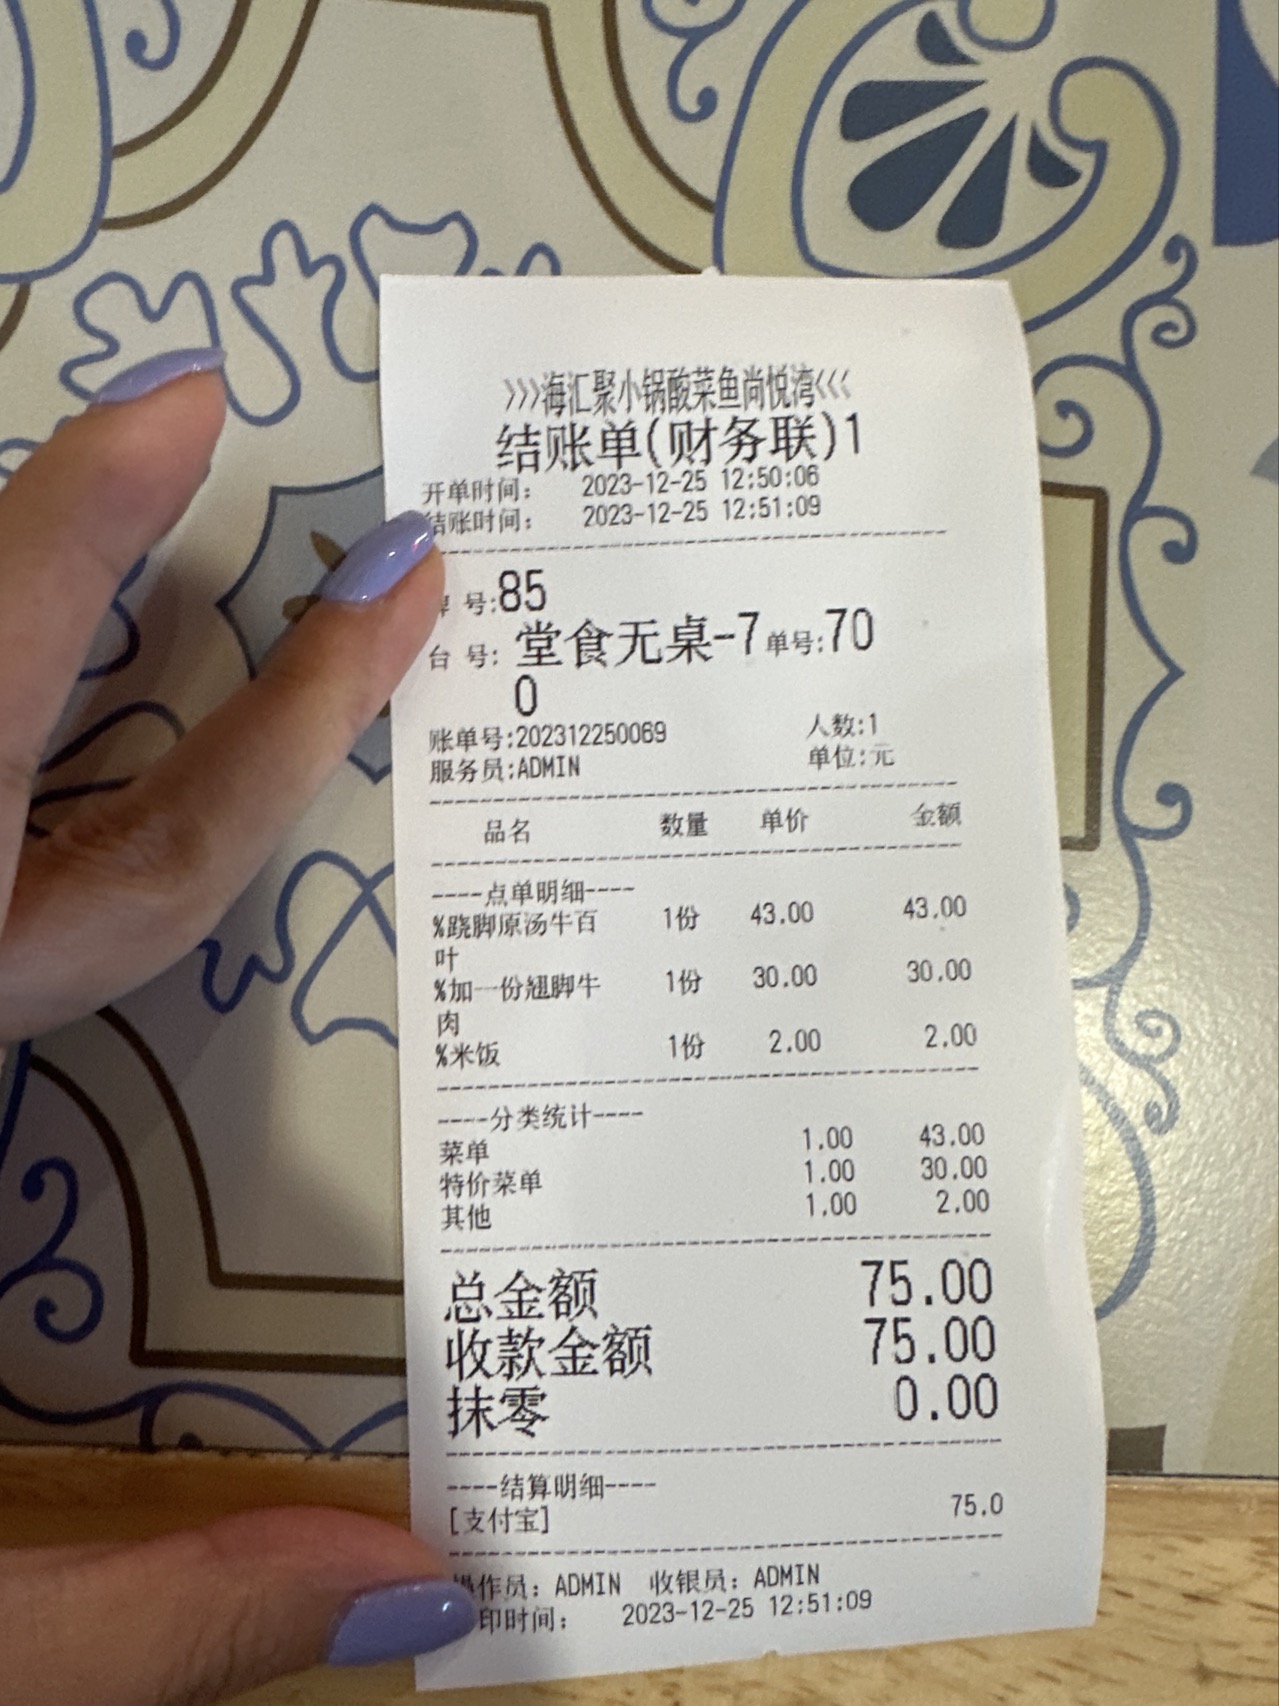 >>>海汇聚小锅酸菜鱼尚悦湾<<<
结账单(财务联)1
开单时间: 2023-12-25 12:50:06
结账时间: 2023-12-25 12:51:09
号:85
台 号: 堂食无桌-7 单号:70
0
账单号:202312250069 人数:1
服务员:ADMIN 单位:元
品名 数量 单价 金额
----点单明细----
%跷脚原汤牛百 1份 43.00 43.00
叶
%加一份翘脚牛 1份 30.00 30.00
肉
%米饭 1份 2.00 2.00
----分类统计----
菜单 1.00 43.00
特价菜单 1.00 30.00
其他 1.00 2.00
总金额 75.00
收款金额 75.00
抹零 0.00
----结算明细----
[支付宝] 75.0
操作员: ADMIN 收银员: ADMIN
印时间: 2023-12-25 12:51:09